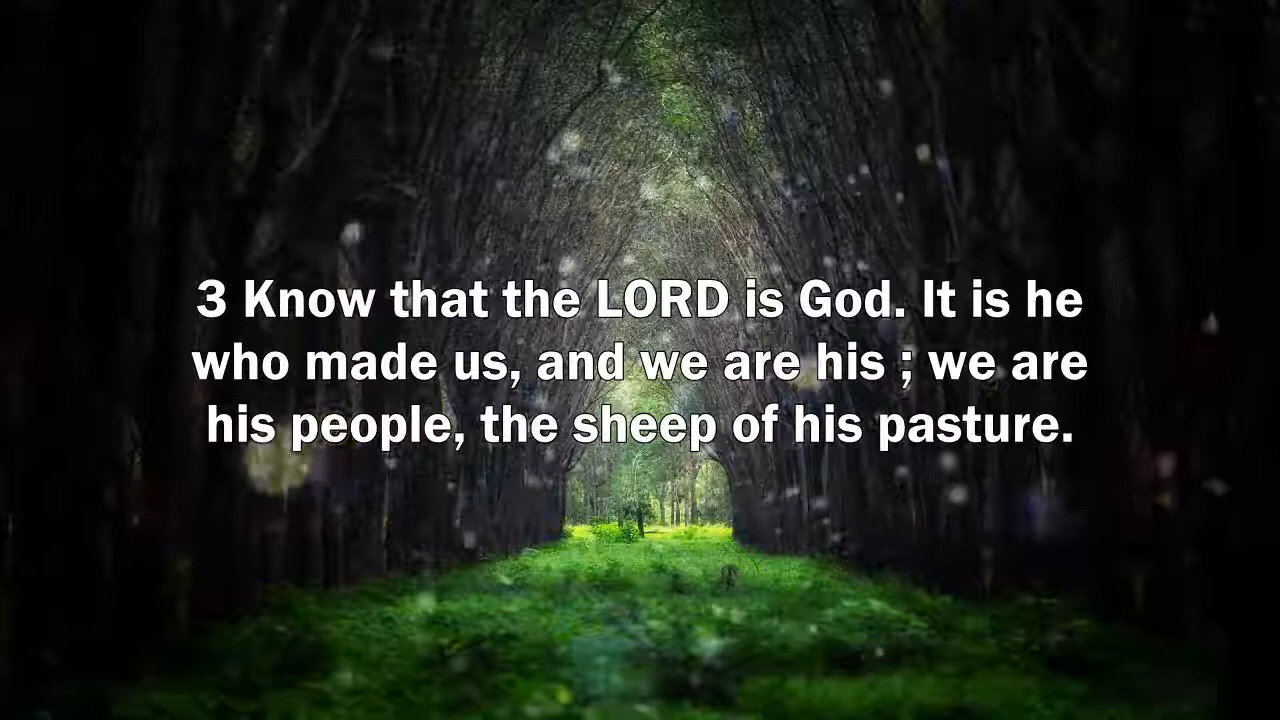 3 Know that the LORD is God. It is he
who made us, and we are his ; we are
his people, the sheep of his pasture.